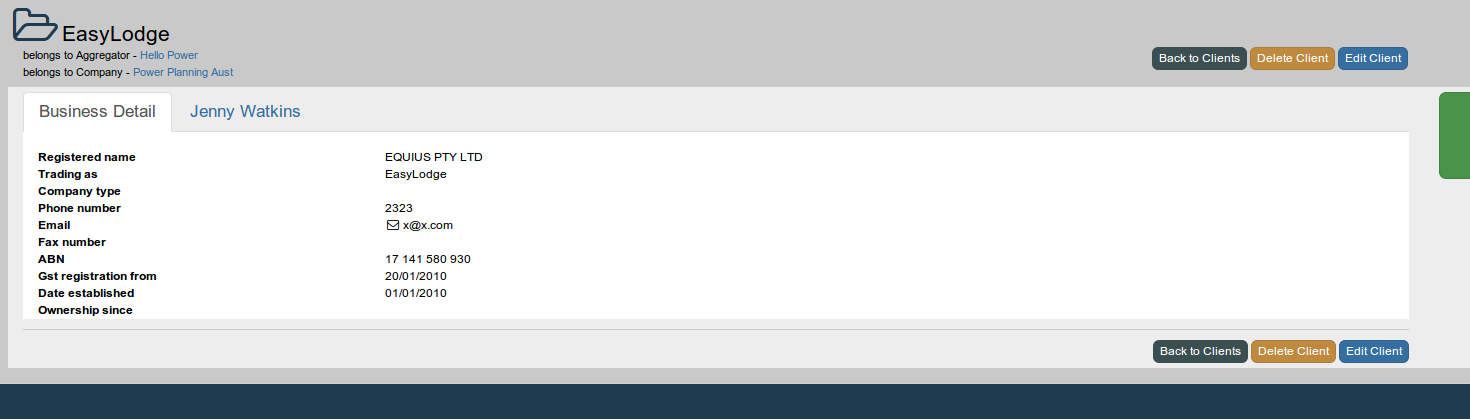 EasyLodge
belongs to Aggregator - Hello Power
belongs to Company - Power Planning Aust
Back to Clients Delete Client Edit Client
Business Detail Jenny Watkins
Registered name EQUIUS PTY LTD
Trading as EasyLodge
Company type
Phone number 2323
Email x@x.com
Fax number
ABN 17 141 580 930
Gst registration from 20/01/2010
Date established 01/01/2010
Ownership since
Back to Clients Delete Client Edit Client